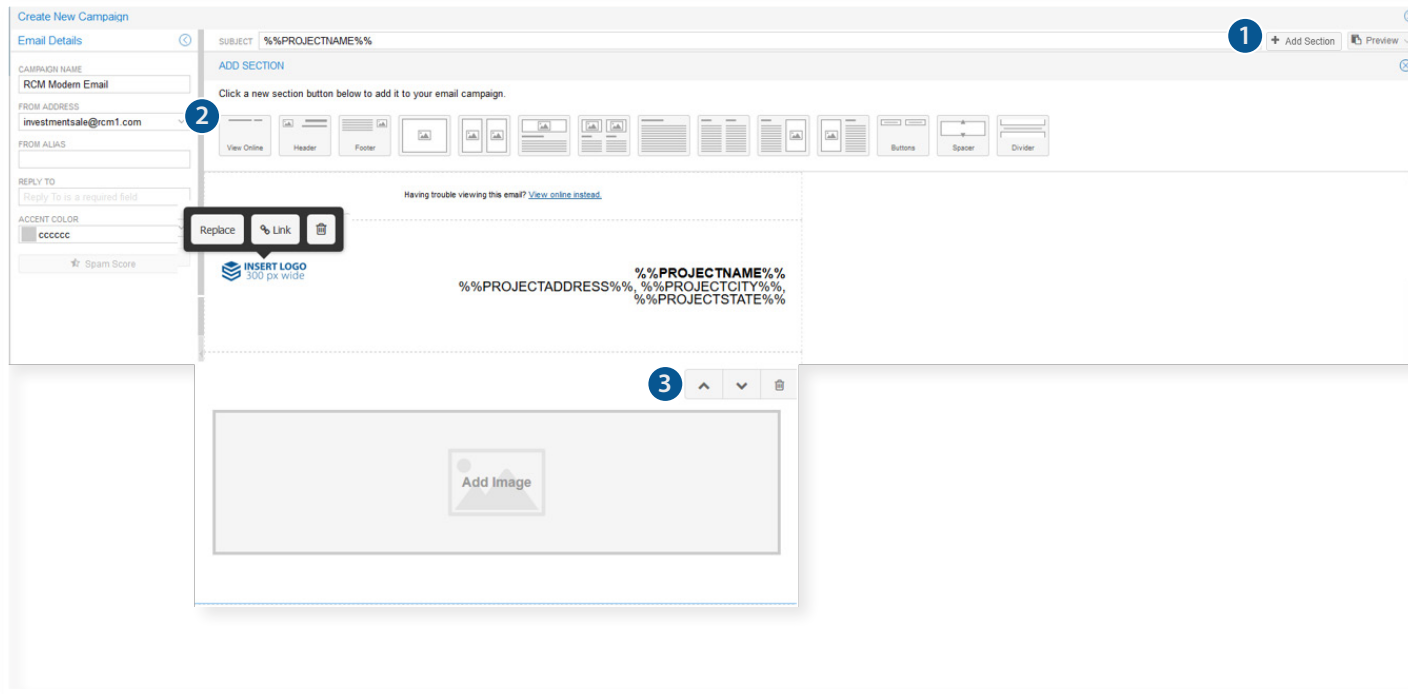 Create New Campaign
Email Details
SUBJECT %%PROJECTNAME%%
1
+ Add Section
Preview
CAMPAIGN NAME
RCM Modern Email
FROM ADDRESS
investmentsale@rcm1.com
FROM ALIAS
REPLY TO
Reply To is a required field
ACCENT COLOR
cccccc
Spam Score
ADD SECTION
Click a new section button below to add it to your email campaign.
2
View Online
Header
Footer
Buttons
Spacer
Divider
Having trouble viewing this email? View online instead.
Replace
Link
INSERT LOGO
300 px wide
%%PROJECTNAME%%
%%PROJECTADDRESS%%, %%PROJECTCITY%%,
%%PROJECTSTATE%%
3
Add Image